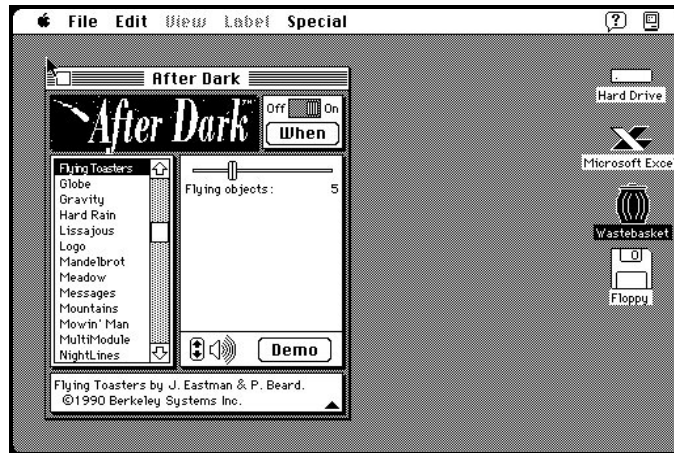 File Edit View Label Special
After Dark
After Dark™
Off On
When
Flying Toasters
Globe
Gravity
Hard Rain
Lissajous
Logo
Mandelbrot
Meadow
Messages
Mountains
Mowin' Man
MultiModule
NightLines
Flying objects: 5
Demo
Flying Toasters by J. Eastman & P. Beard.
©1990 Berkeley Systems Inc.
Hard Drive
Microsoft Exce
Wastebasket
Floppy